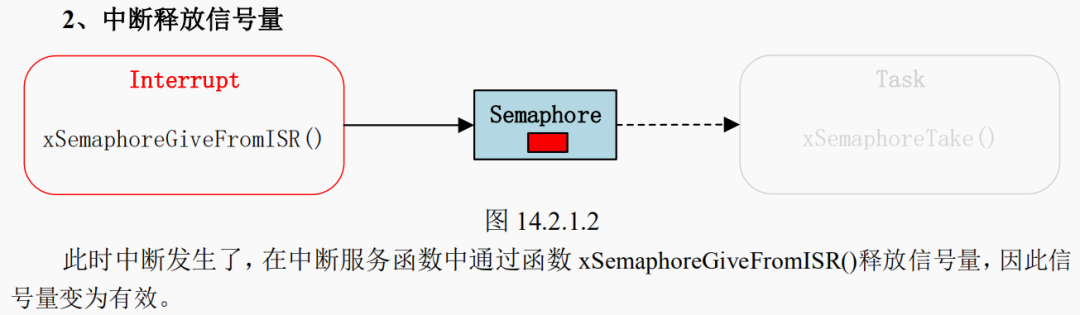 2、中断释放信号量
Interrupt
xSemaphoreGiveFromISR()
Semaphore
Task
xSemaphoreTake()
图 14.2.1.2
此时中断发生了，在中断服务函数中通过函数 xSemaphoreGiveFromISR()释放信号量，因此信
号量变为有效。